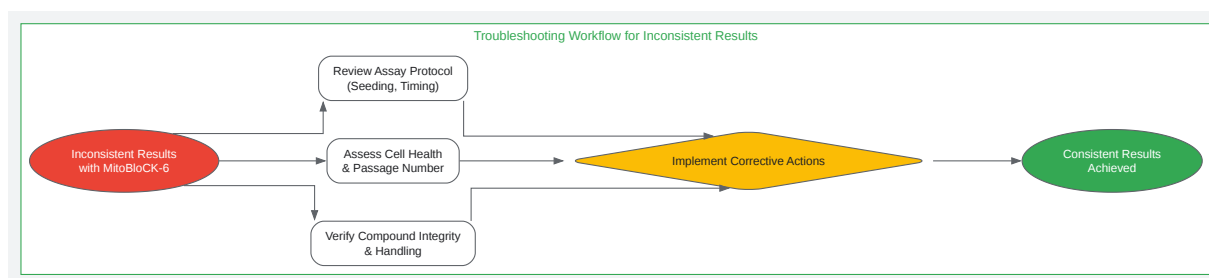 Troubleshooting Workflow for Inconsistent Results
Review Assay Protocol
(Seeding, Timing)
Inconsistent Results
with MitoBloCK-6
Assess Cell Health
& Passage Number
Implement Corrective Actions
Consistent Results
Achieved
Verify Compound Integrity
& Handling